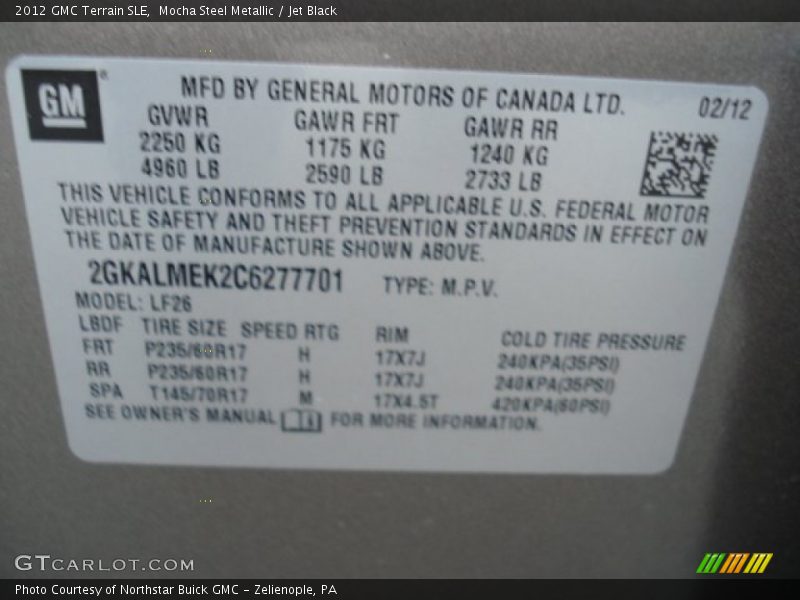 2012 GMC Terrain SLE,  Mocha Steel Metallic / Jet Black
GM
MFD BY GENERAL MOTORS OF CANADA LTD.
02/12
GVWR GAWR FRT GAWR RR
2250 KG 1175 KG 1240 KG
4960 LB 2590 LB 2733 LB
THIS VEHICLE CONFORMS TO ALL APPLICABLE U.S. FEDERAL MOTOR
VEHICLE SAFETY AND THEFT PREVENTION STANDARDS IN EFFECT ON
THE DATE OF MANUFACTURE SHOWN ABOVE.
2GKALMEK2C6277701 TYPE: M.P.V.
MODEL: LF26
LBDF TIRE SIZE SPEED RTG RIM COLD TIRE PRESSURE
FRT P235/60R17 H 17X7J 240KPA(35PSI)
RR P235/60R17 H 17X7J 240KPA(35PSI)
SPA T145/70R17 M 17X4.5T 420KPA(60PSI)
SEE OWNER'S MANUAL FOR MORE INFORMATION.
GTCARLOT.COM
Photo Courtesy of Northstar Buick GMC - Zelienople, PA